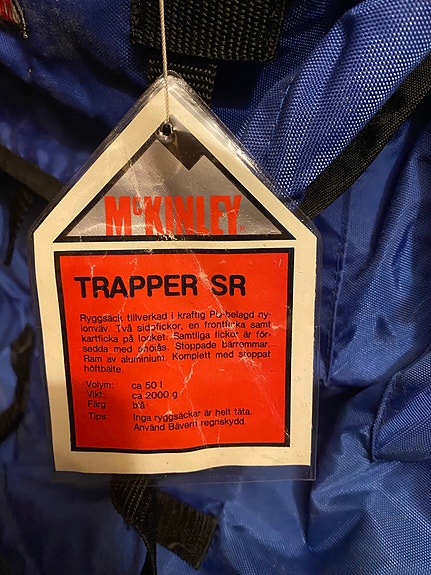 McKINLEY
TRAPPER SR
Ryggsäck tillverkad i kraftig PU-belagd ny-
lonväv. Två sidofickor, en frontficka samt
kartficka på locket. Samtliga fickor är för-
sedda med snölås. Stoppade bärremmar.
Ram av aluminium. Komplett med stoppat
höftbälte.
Volym: ca 50 l
Vikt: ca 2000 g
Färg: blå
Tips: Inga ryggsäckar är helt täta.
Använd Bävern regnskydd.